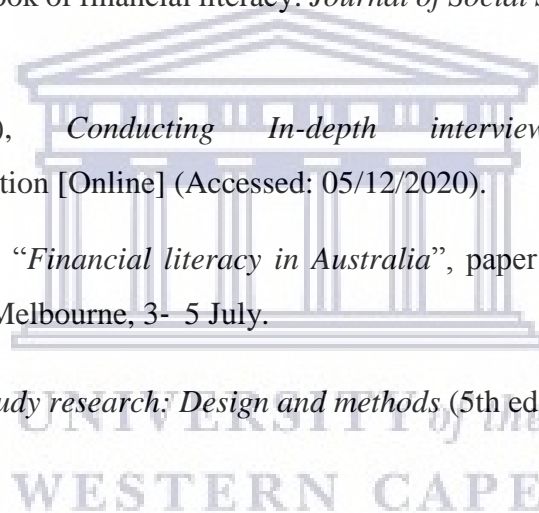 ook of financial literacy. Journal of Social s
), Conducting In-depth interview
tion [Online] (Accessed: 05/12/2020).
"Financial literacy in Australia", paper
Melbourne, 3- 5 July.
udy research: Design and methods (5th ed
UNIVERSITY of the
WESTERN CAPE